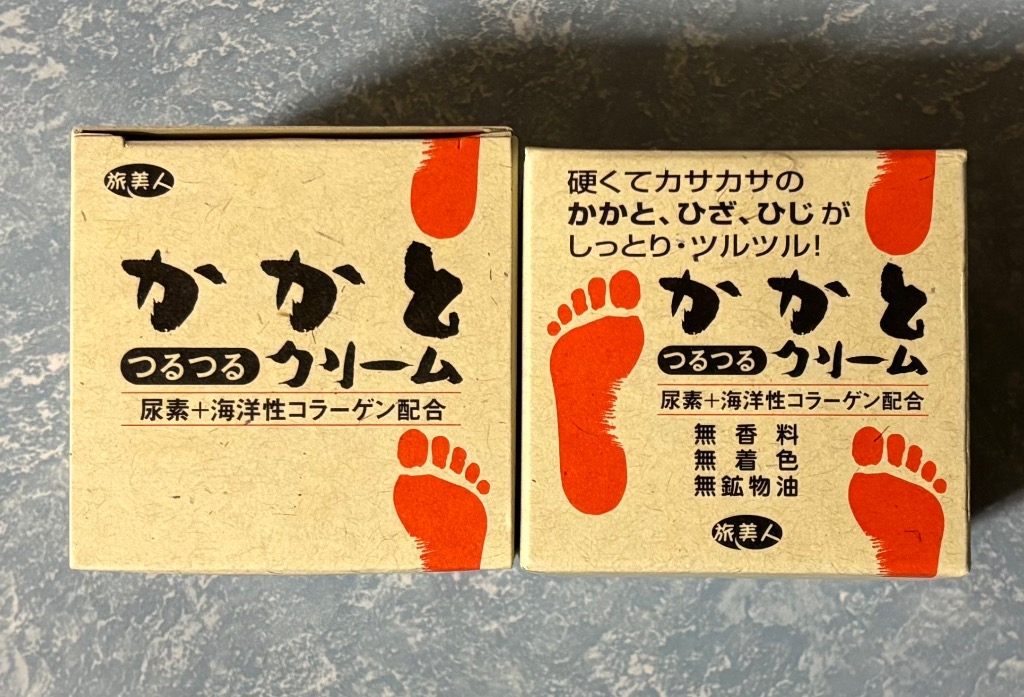 旅美人
かかと
つるつる クリーム
尿素+海洋性コラーゲン配合
硬くてカサカサの
かかと、ひざ、ひじが
しっとり・ツルツル!
かかと
つるつる クリーム
尿素+海洋性コラーゲン配合
無香料
無着色
無鉱物油
旅美人